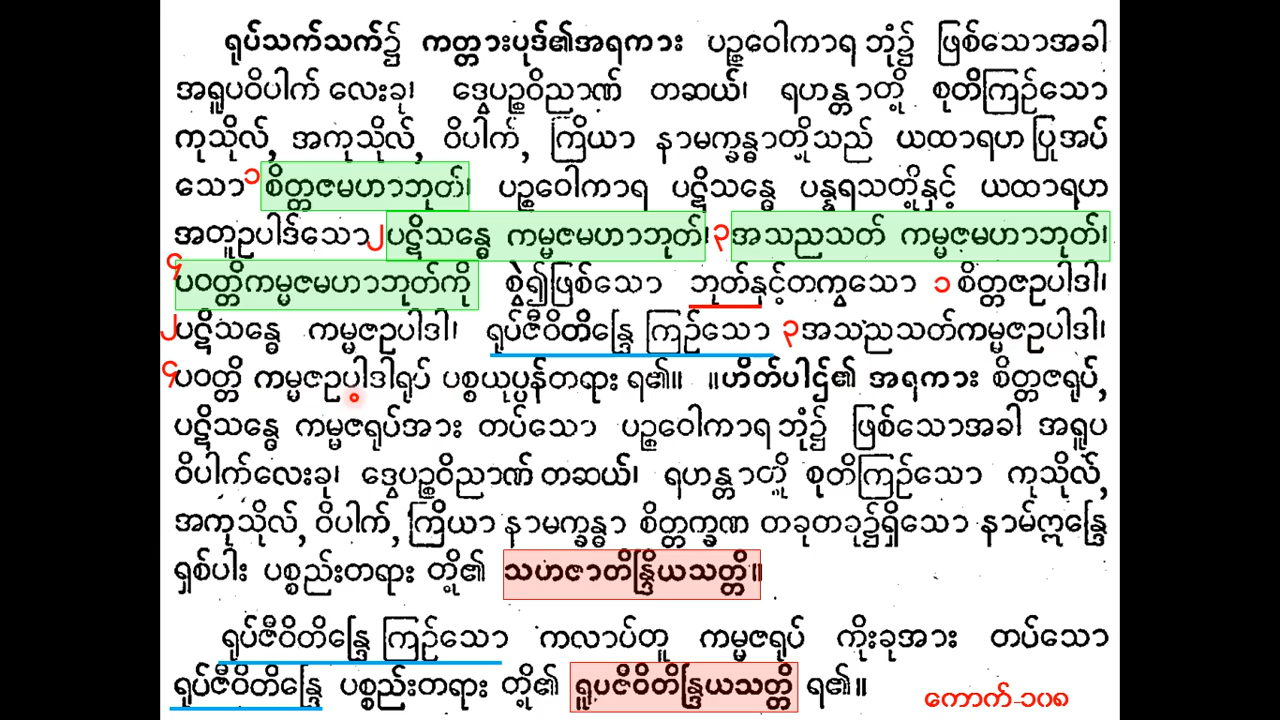 ရုပ်သက်သက်၌ ကတ္တားပုဒ်၏အရကား ပဉ္စဝေါကာရ ဘုံ၌ ဖြစ်သောအခါ
အရူပဝိပါက် လေးခု၊ ဒွေပဉ္စဝိညာဏ် တဆယ်၊ ရဟန္တာတို့ စုတိကြဉ်သော
ကုသိုလ်, အကုသိုလ်, ဝိပါက်, ကြိယာ နာမက္ခန္ဓာတို့သည် ယထာရဟ ပြုအပ်
သော ၁ စိတ္တဇမဟာဘုတ်၊ ပဉ္စဝေါကာရ ပဋိသန္ဓေ ပန္နရသတို့နှင့် ယထာရဟ
အတူဥပါဒ်သော ၂ ပဋိသန္ဓေ ကမ္မဇမဟာဘုတ်၊ ၃ အသညသတ် ကမ္မဇမဟာဘုတ်၊
၄ ပဝတ္တိကမ္မဇမဟာဘုတ်ကို စွဲ၍ဖြစ်သော ဘုတ်နှင့်တကွသော ၁ စိတ္တဇဥပါဒါ၊
၂ ပဋိသန္ဓေ ကမ္မဇဥပါဒါ၊ ရုပ်ဇီဝိတိန္ဒြေ ကြဉ်သော ၃ အသညသတ်ကမ္မဇဥပါဒါ၊
၄ ပဝတ္တိ ကမ္မဇဥပါဒါရုပ် ပစ္စယုပ္ပန်တရား ရ၏။ ။ဟိတ်ပါဌ်၏ အရကား စိတ္တဇရုပ်,
ပဋိသန္ဓေ ကမ္မဇရုပ်အား တပ်သော ပဉ္စဝေါကာရ ဘုံ၌ ဖြစ်သောအခါ အရူပ
ဝိပါက်လေးခု၊ ဒွေပဉ္စဝိညာဏ် တဆယ်၊ ရဟန္တာတို့ စုတိကြဉ်သော ကုသိုလ်,
အကုသိုလ်, ဝိပါက်, ကြိယာ နာမက္ခန္ဓာ စိတ္တက္ခဏ တခုတခု၌ရှိသော နာမ်ဣန္ဒြေ
ရှစ်ပါး ပစ္စည်းတရား တို့၏ သဟဇာတိန္ဒြိယသတ္တိ။
ရုပ်ဇီဝိတိန္ဒြေ ကြဉ်သော ကလာပ်တူ ကမ္မဇရုပ် ကိုးခုအား တပ်သော
ရုပ်ဇီဝိတိန္ဒြေ ပစ္စည်းတရား တို့၏ ရူပဇီဝိတိန္ဒြိယသတ္တိ ရ၏။
ကောက်-၁၀၈